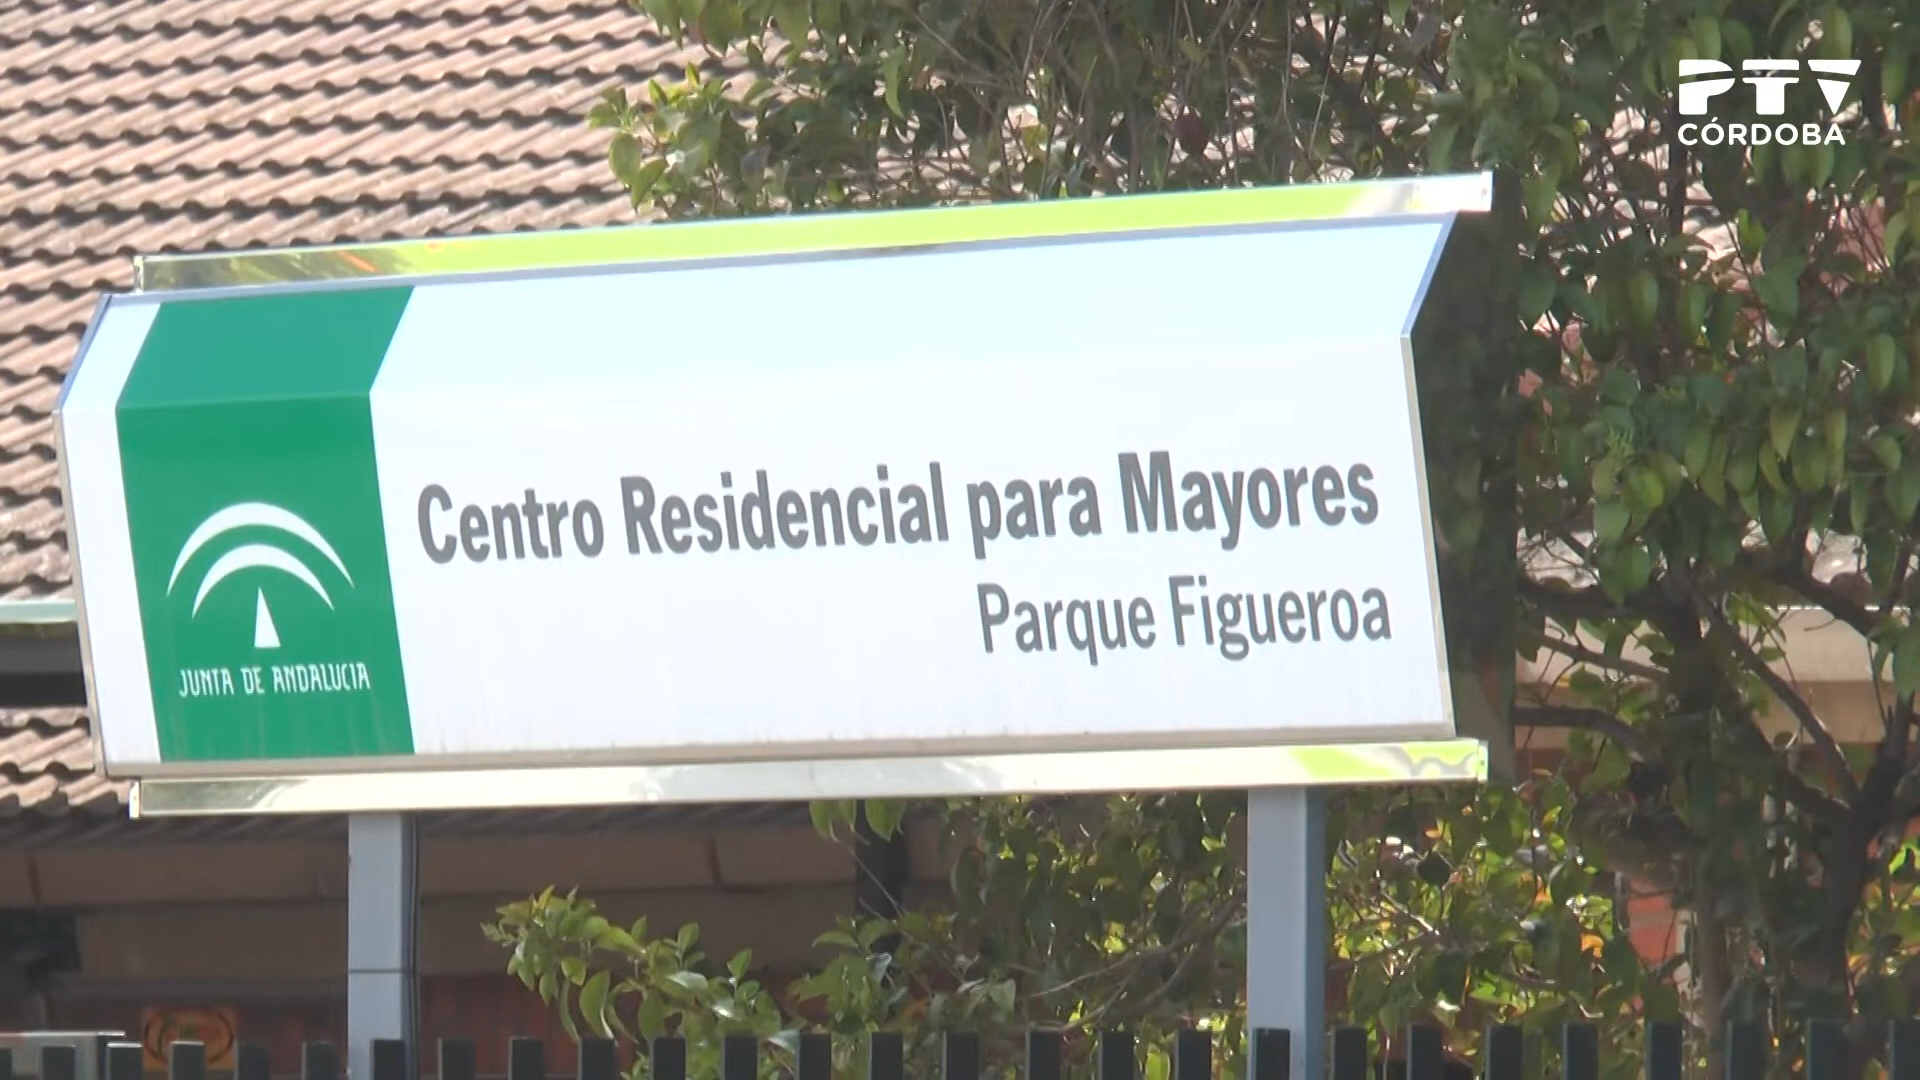 PTV
CÓRDOBA
Centro Residencial para Mayores
Parque Figueroa
JUNTA DE ANDALUCIA